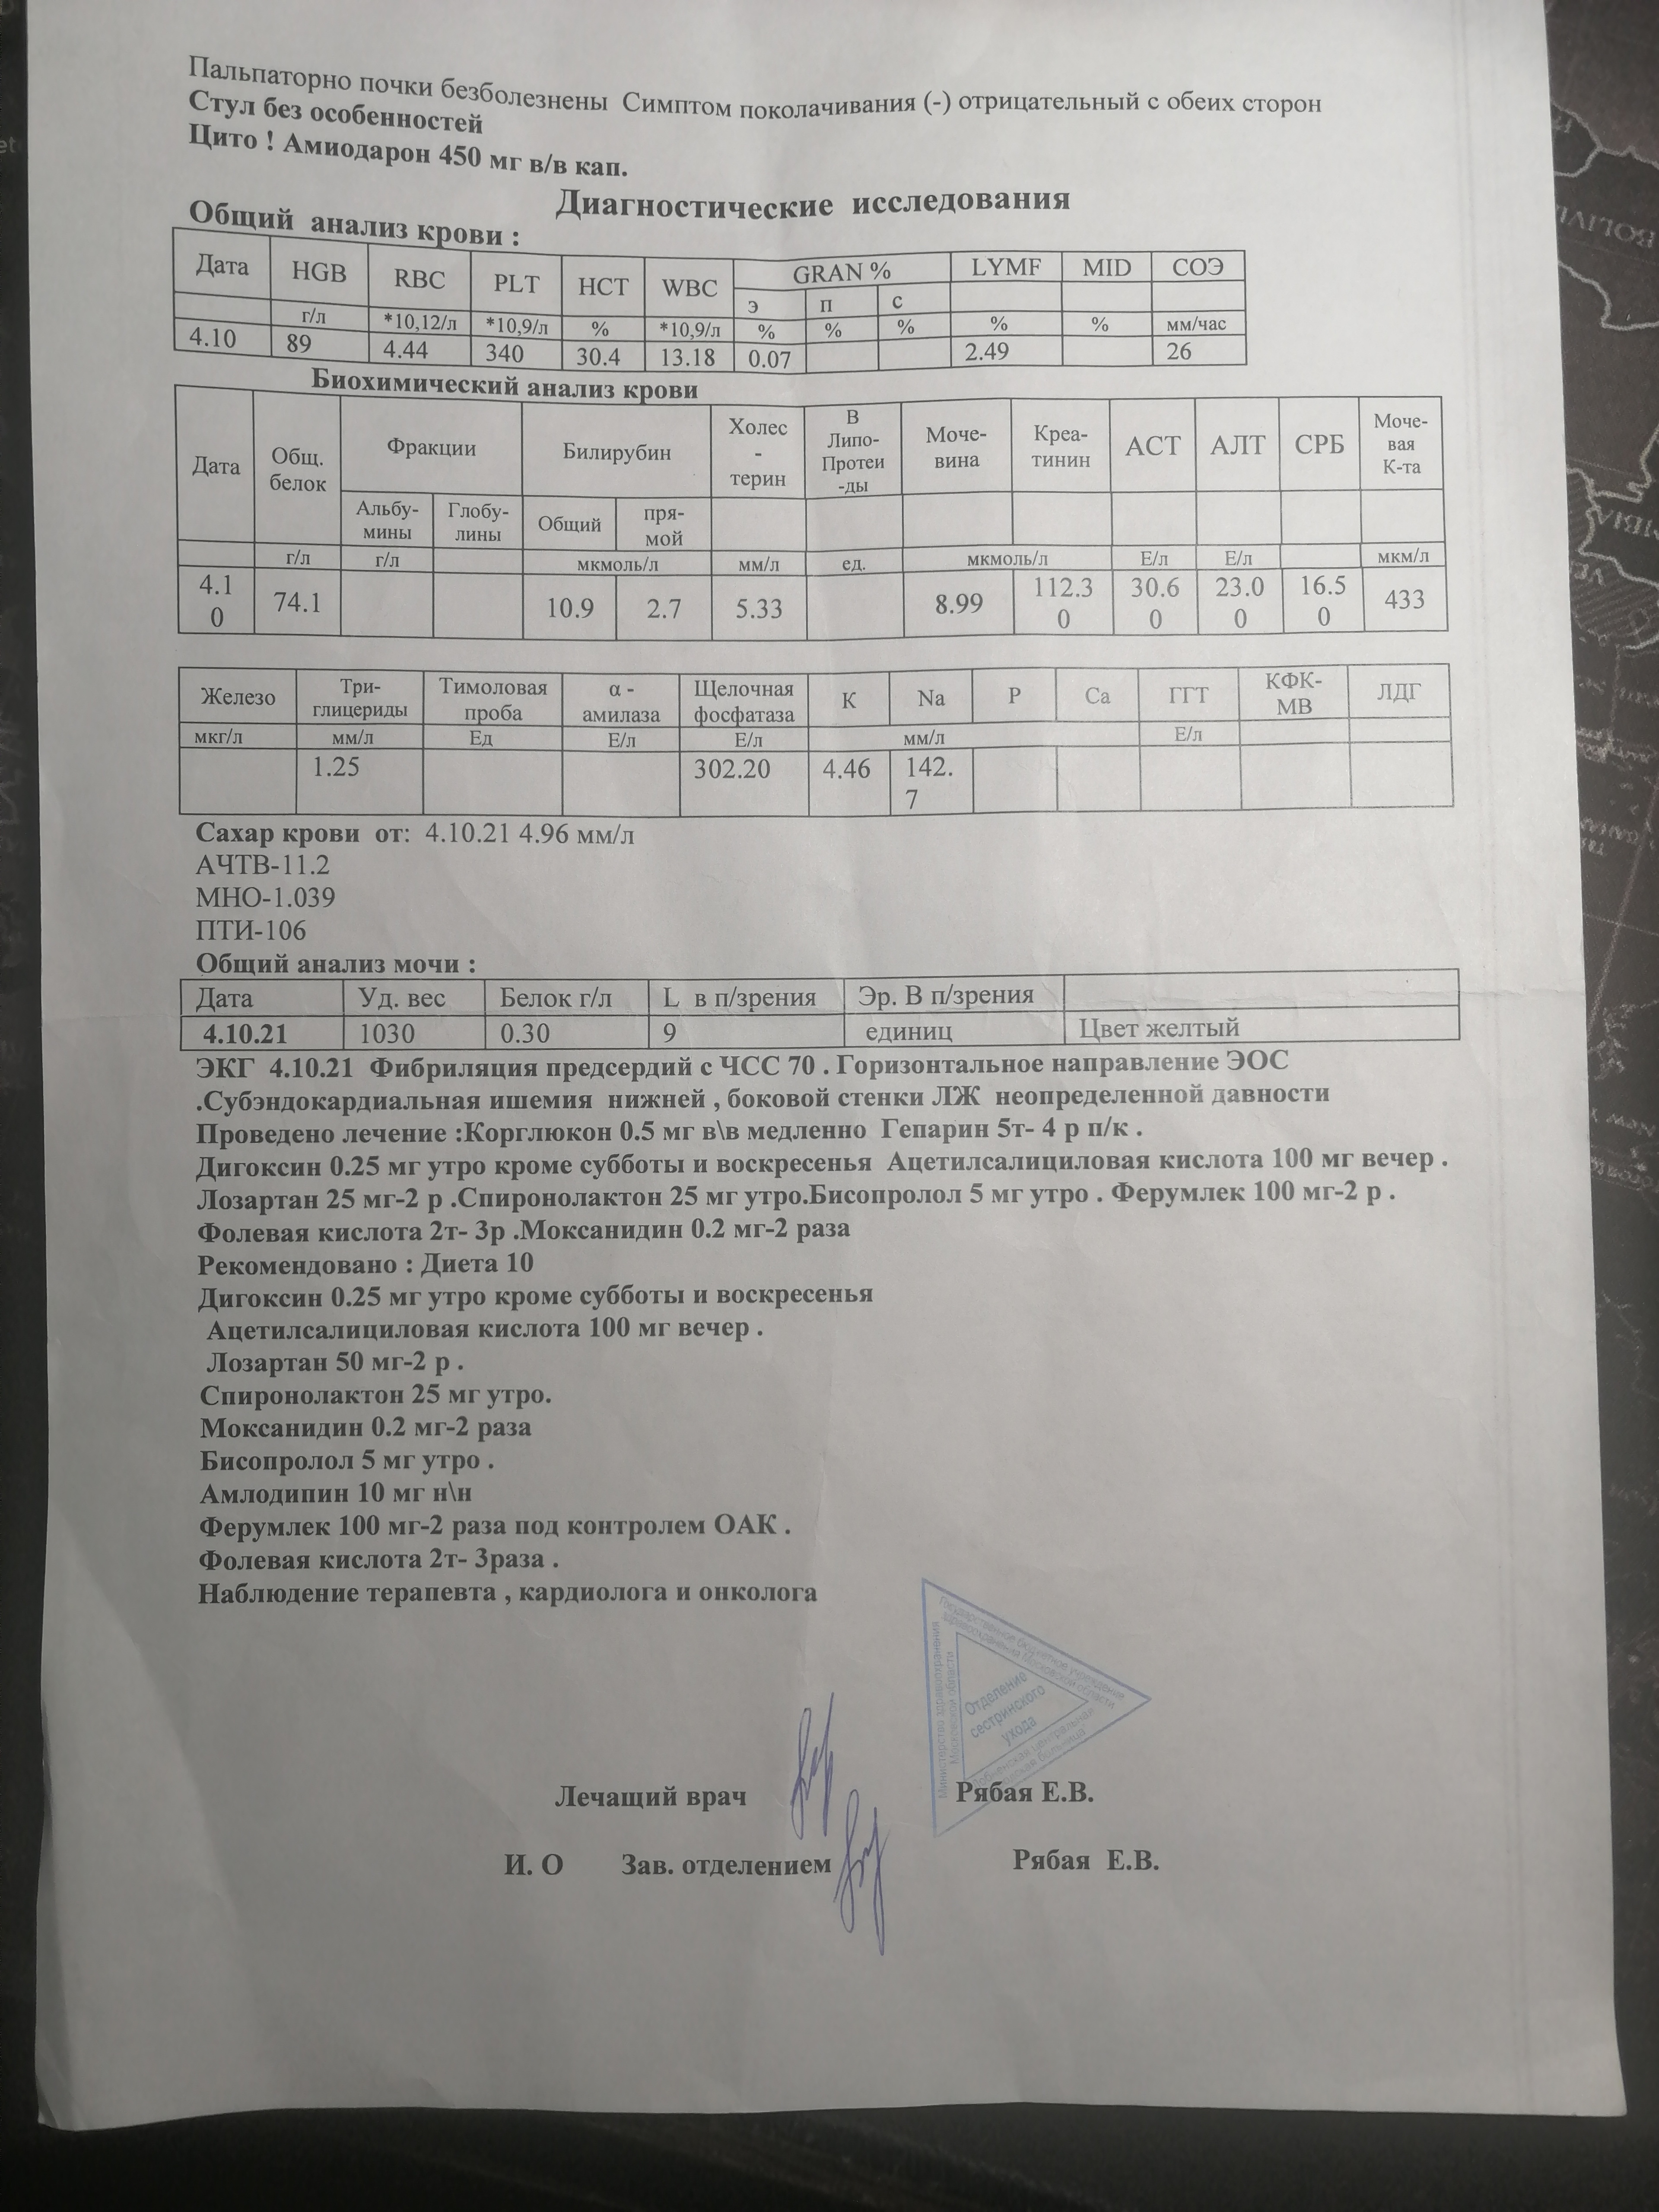 Пальпаторно почки безболезнены Симптом поколачивания (-) отрицательный с обеих сторон
Стул без особенностей
Цито ! Амиодарон 450 мг в/в кап.
Диагностические исследования
Общий анализ крови :
Дата HGB RBC PLT HCT WBC GRAN % LYMF MID СОЭ
э п с
г/л *10,12/л *10,9/л % *10,9/л % % % % % мм/час
4.10 89 4.44 340 30.4 13.18 0.07 2.49 26
Биохимический анализ крови
Дата Общ. белок Фракции Билирубин Холес - терин В Липо- Протеи -ды Моче- вина Креа- тинин АСТ АЛТ СРБ Моче- вая К-та
Альбу- мины Глобу- лины Общий пря- мой
г/л г/л мкмоль/л мм/л ед. мкмоль/л Е/л Е/л мкм/л
4.1 0 74.1 10.9 2.7 5.33 8.99 112.3 0 30.6 0 23.0 0 16.5 0 433
Железо Три- глицериды Тимоловая проба α - амилаза Щелочная фосфатаза K Na P Ca ГГТ КФК- МВ ЛДГ
мкг/л мм/л Ед Е/л Е/л мм/л Е/л
1.25 302.20 4.46 142. 7
Сахар крови от: 4.10.21 4.96 мм/л
АЧТВ-11.2
МНО-1.039
ПТИ-106
Общий анализ мочи :
Дата Уд. вес Белок г/л L в п/зрения Эр. В п/зрения
4.10.21 1030 0.30 9 единиц Цвет желтый
ЭКГ 4.10.21 Фибриляция предсердий с ЧСС 70 . Горизонтальное направление ЭОС
.Субэндокардиальная ишемия нижней , боковой стенки ЛЖ неопределенной давности
Проведено лечение :Корглюкон 0.5 мг в\в медленно Гепарин 5т- 4 р п/к .
Дигоксин 0.25 мг утро кроме субботы и воскресенья Ацетилсалициловая кислота 100 мг вечер .
Лозартан 25 мг-2 р .Спиронолактон 25 мг утро.Бисопролол 5 мг утро . Ферумлек 100 мг-2 р .
Фолевая кислота 2т- 3р .Моксанидин 0.2 мг-2 раза
Рекомендовано : Диета 10
Дигоксин 0.25 мг утро кроме субботы и воскресенья
Ацетилсалициловая кислота 100 мг вечер .
Лозартан 50 мг-2 р .
Спиронолактон 25 мг утро.
Моксанидин 0.2 мг-2 раза
Бисопролол 5 мг утро .
Амлодипин 10 мг н\н
Ферумлек 100 мг-2 раза под контролем ОАК .
Фолевая кислота 2т- 3раза .
Наблюдение терапевта , кардиолога и онколога
Государственное бюджетное учреждение
здравоохранения Московской области
Министерство здравоохранения
Московской области
Отделение
сестринского
ухода
центральная
больница
Лечащий врач Рябая Е.В.
И. О Зав. отделением Рябая Е.В.